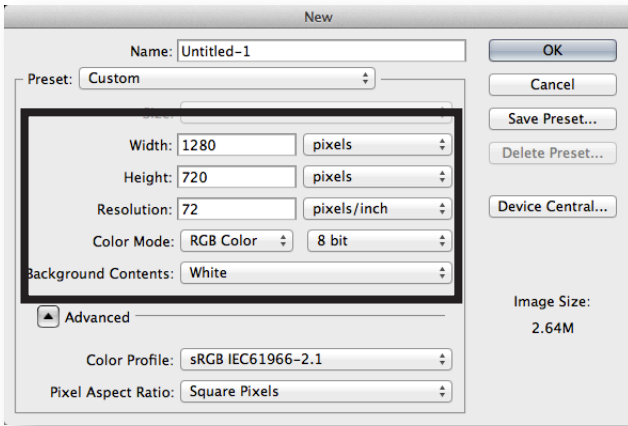 New
Name: Untitled-1
OK
Preset: Custom
Cancel
Size:
Save Preset...
Width: 1280 pixels
Delete Preset...
Height: 720 pixels
Resolution: 72 pixels/inch
Device Central...
Color Mode: RGB Color 8 bit
Background Contents: White
Image Size:
2.64M
Advanced
Color Profile: sRGB IEC61966-2.1
Pixel Aspect Ratio: Square Pixels